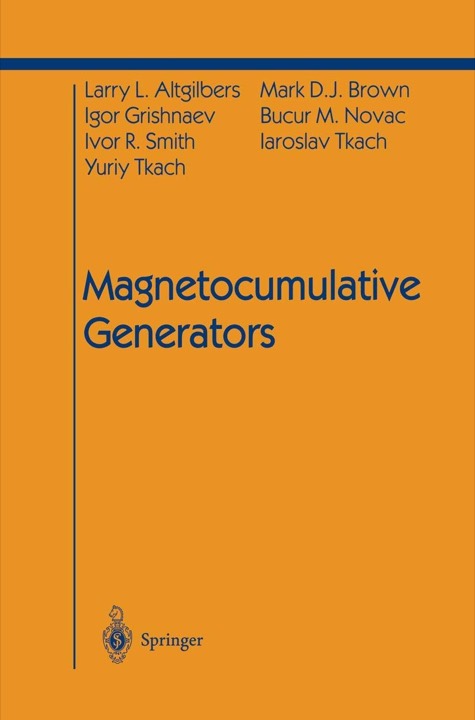 Larry L. Altgilbers Mark D.J. Brown
Igor Grishnaev Bucur M. Novac
Ivor R. Smith Iaroslav Tkach
Yuriy Tkach
Magnetocumulative
Generators
Springer